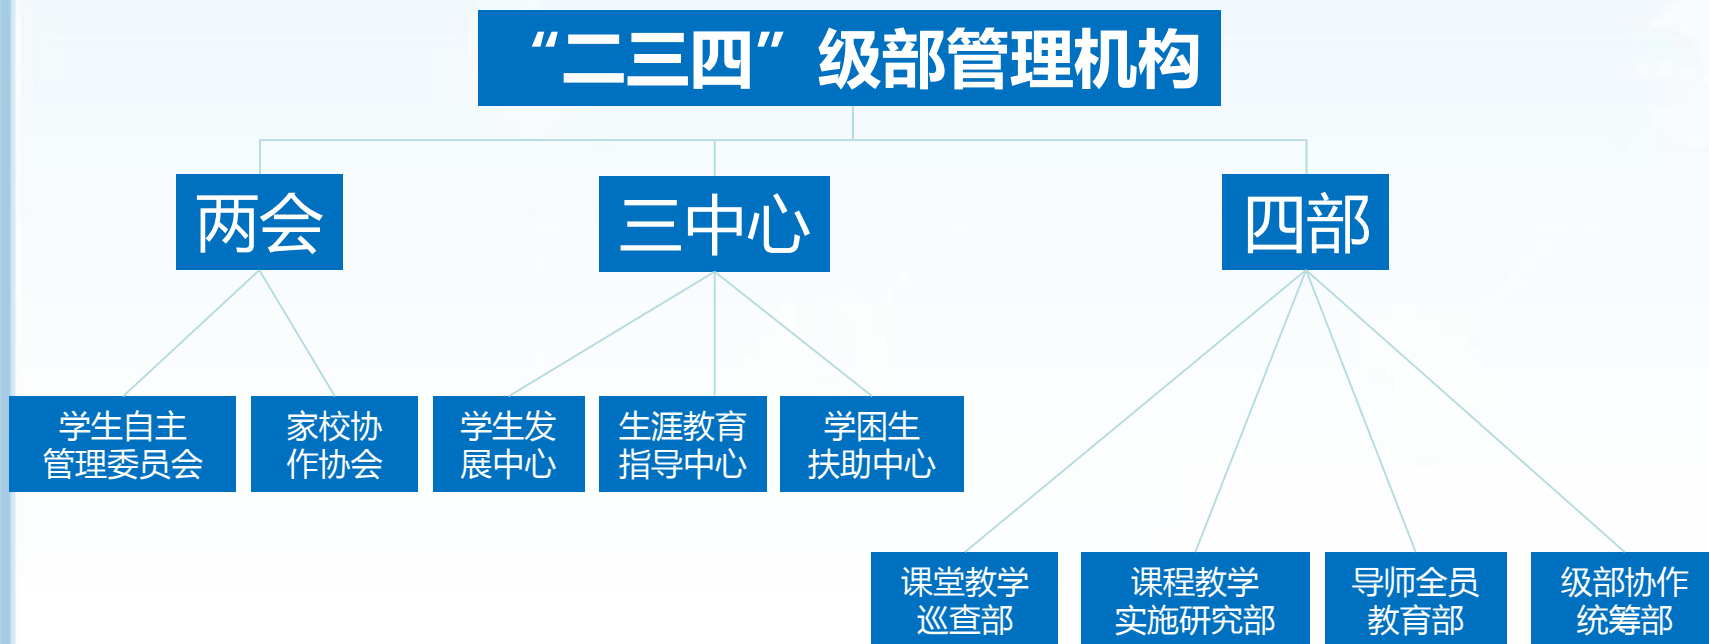 “二三四”级部管理机构
两会
三中心
四部
学生自主
管理委员会
家校协
作协会
学生发
展中心
生涯教育
指导中心
学困生
扶助中心
课堂教学
巡查部
课程教学
实施研究部
导师全员
教育部
级部协作
统筹部